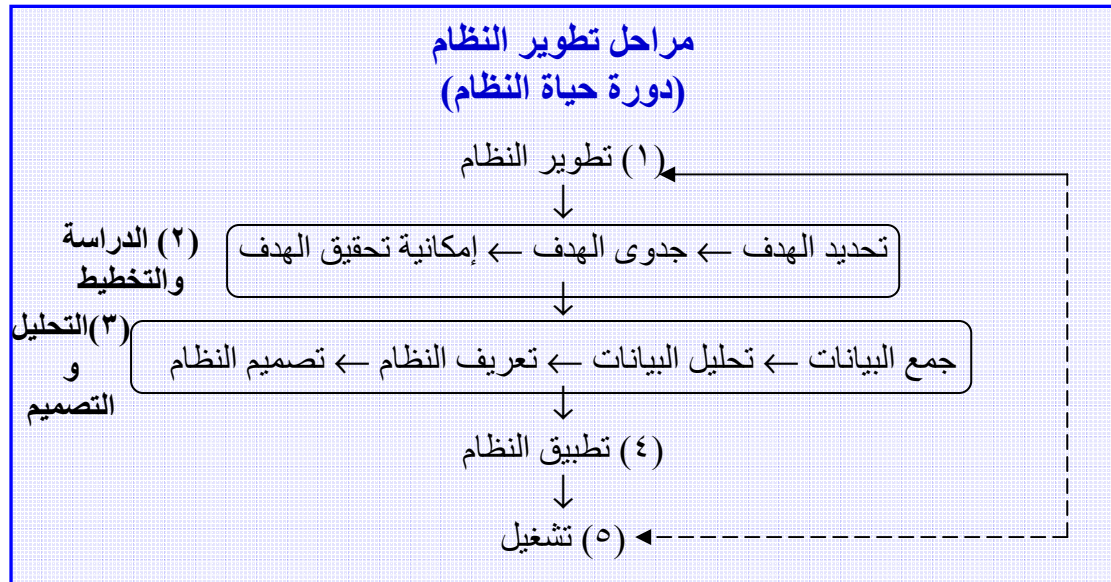 مراحل تطوير النظام
(دورة حياة النظام)
(١) تطوير النظام
↓
(٢) الدراسة والتخطيط
تحديد الهدف ← جدوى الهدف ← إمكانية تحقيق الهدف
↓
(٣)التحليل
و
التصميم
جمع البيانات ← تحليل البيانات ← تعريف النظام ← تصميم النظام
↓
(٤) تطبيق النظام
↓
(٥) تشغيل